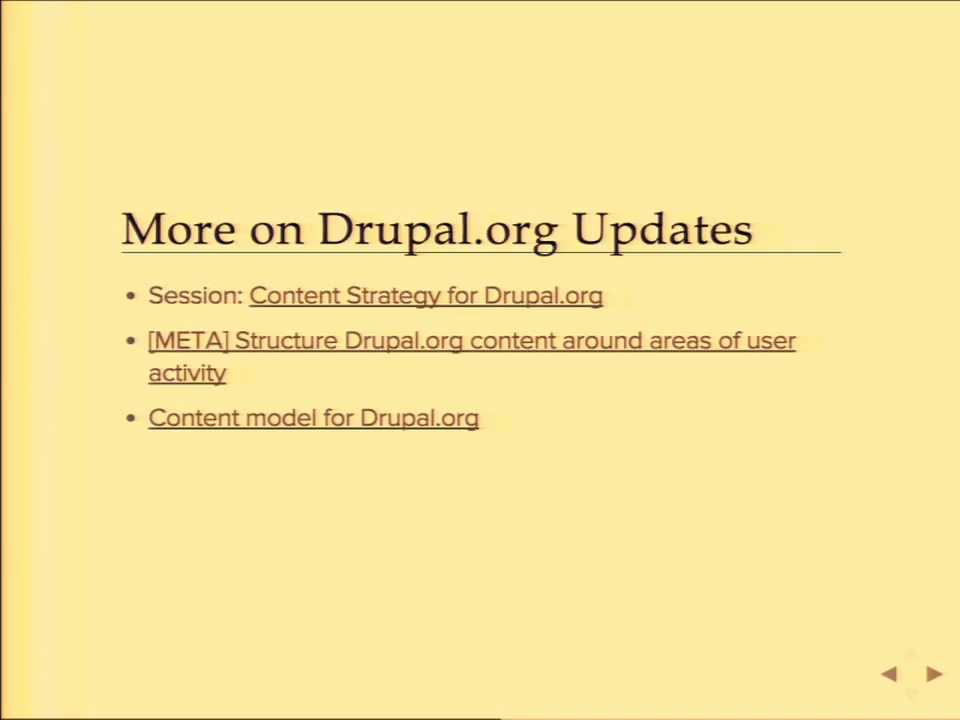 More on Drupal.org Updates
• Session: Content Strategy for Drupal.org
• [META] Structure Drupal.org content around areas of user
activity
• Content model for Drupal.org